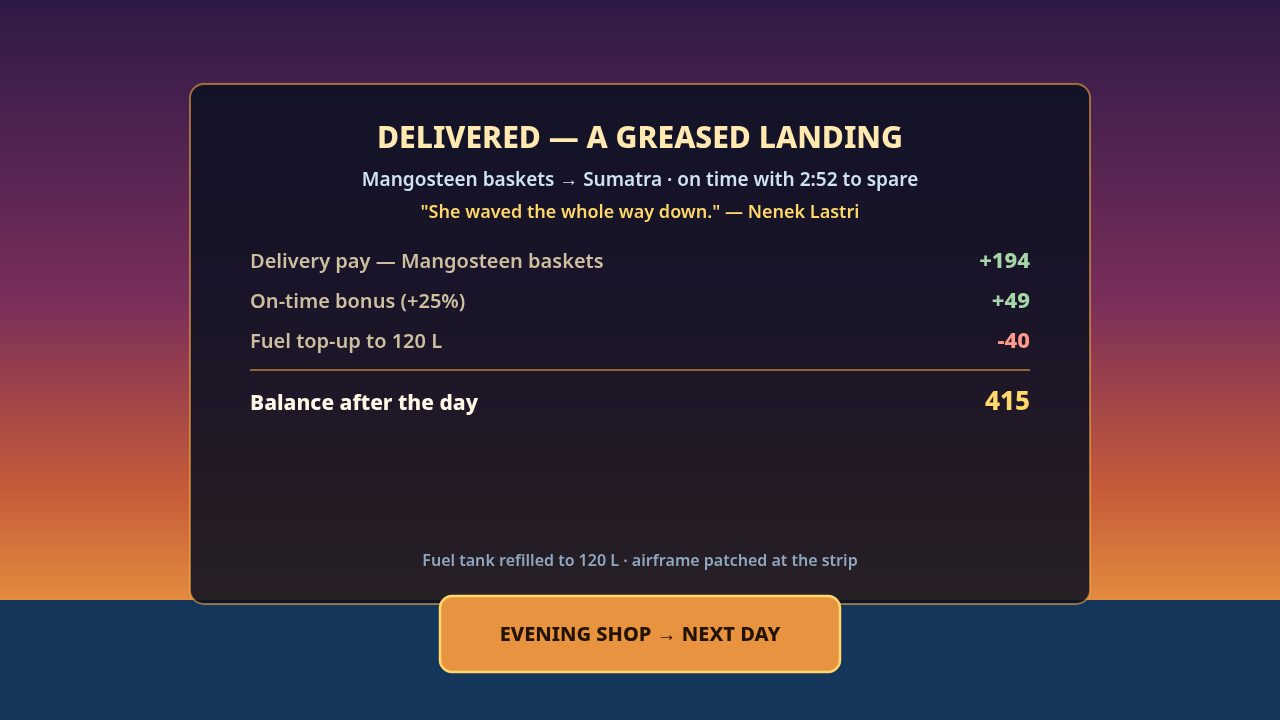 DELIVERED — A GREASED LANDING
Mangosteen baskets → Sumatra · on time with 2:52 to spare
"She waved the whole way down." — Nenek Lastri
Delivery pay — Mangosteen baskets +194
On-time bonus (+25%) +49
Fuel top-up to 120 L -40
Balance after the day 415
Fuel tank refilled to 120 L · airframe patched at the strip
EVENING SHOP → NEXT DAY